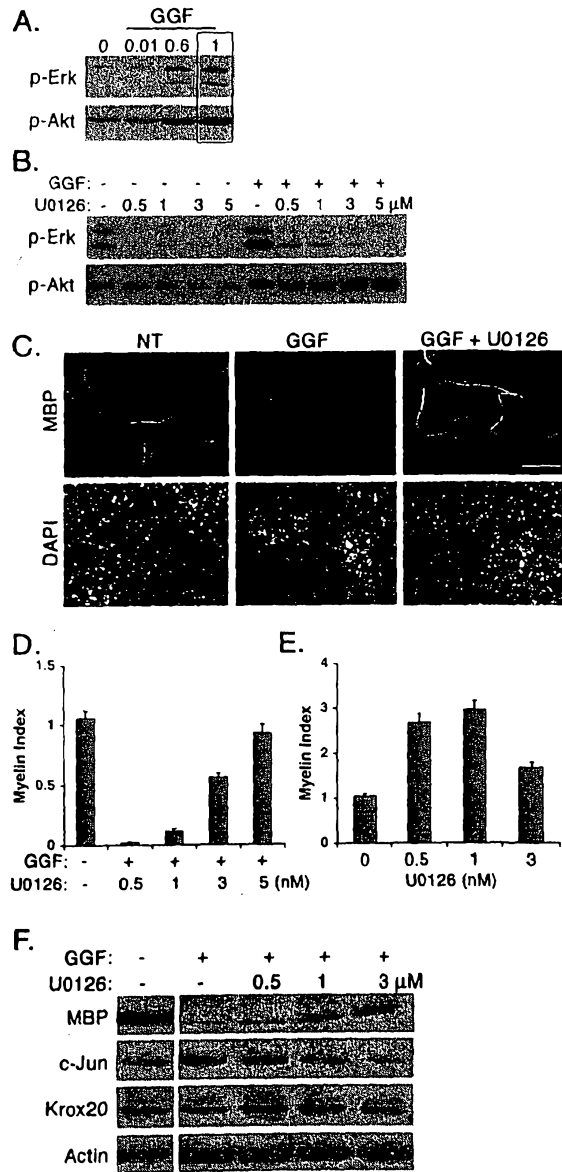 A.
GGF
0 0.01 0.6 1
p-Erk
p-Akt
B.
GGF: - - - - - + + + + +
U0126: - 0.5 1 3 5 - 0.5 1 3 5 μM
p-Erk
p-Akt
C.
NT GGF GGF + U0126
MBP
DAPI
D.
Myelin Index
1.5
1
0.5
0
GGF: - + + + +
U0126: - 0.5 1 3 5 (nM)
E.
Myelin Index
4
3
2
1
0
0 0.5 1 3
U0126 (nM)
F.
GGF: - + + + +
U0126: - - 0.5 1 3 μM
MBP
c-Jun
Krox20
Actin